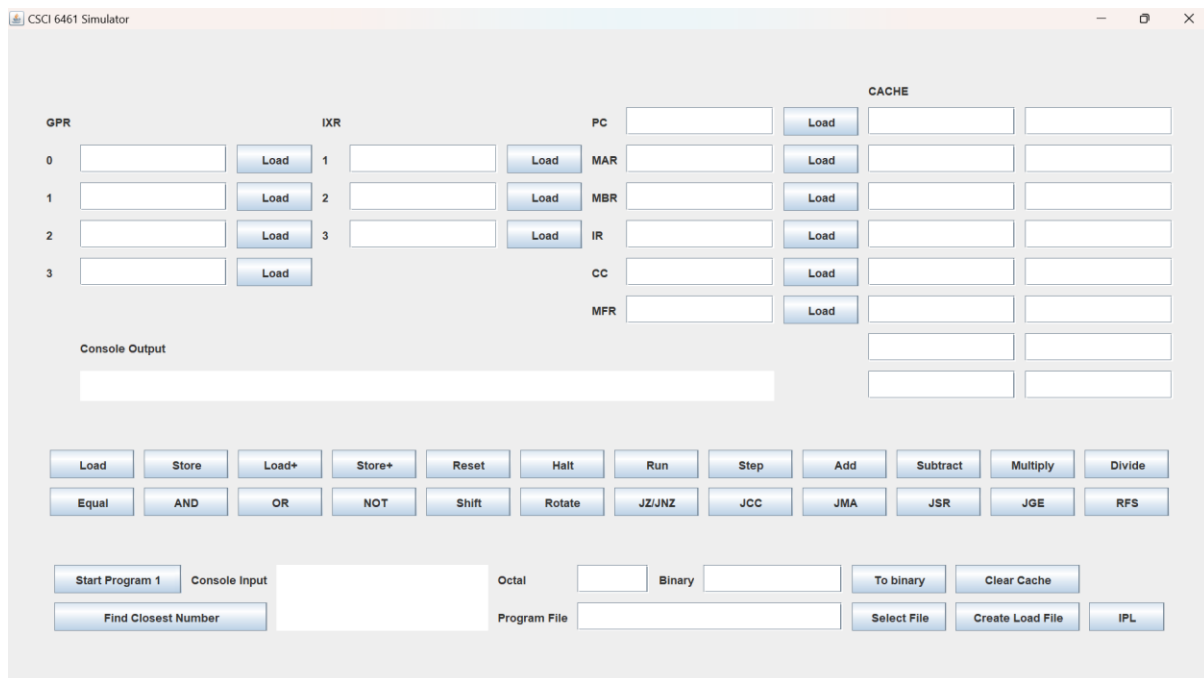 CSCI 6461 Simulator
CACHE
GPR IXR PC Load
0 Load 1 Load MAR Load
1 Load 2 Load MBR Load
2 Load 3 Load IR Load
3 Load CC Load
MFR Load
Console Output
Load Store Load+ Store+ Reset Halt Run Step Add Subtract Multiply Divide
Equal AND OR NOT Shift Rotate JZ/JNZ JCC JMA JSR JGE RFS
Start Program 1 Console Input Octal Binary To binary Clear Cache
Find Closest Number Program File Select File Create Load File IPL